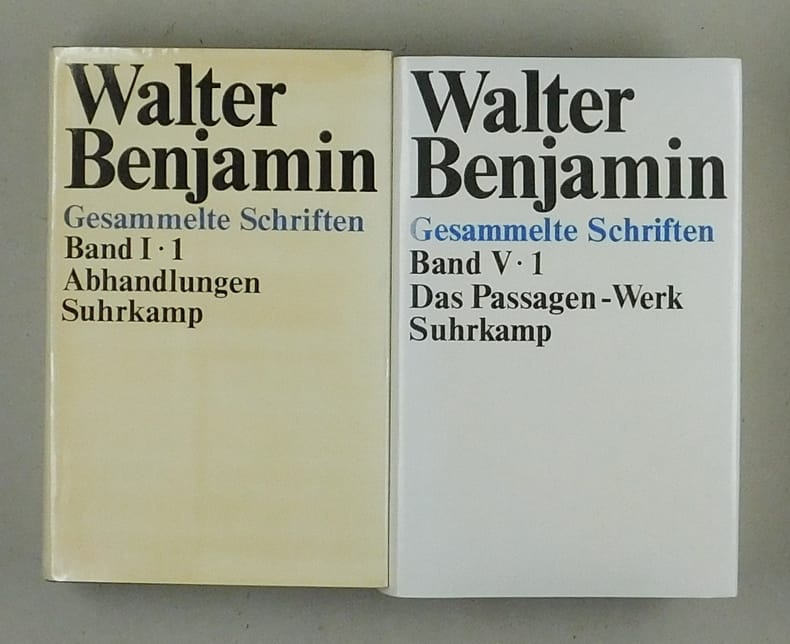 Walter
Benjamin
Gesammelte Schriften
Band I · 1
Abhandlungen
Suhrkamp
Walter
Benjamin
Gesammelte Schriften
Band V · 1
Das Passagen-Werk
Suhrkamp